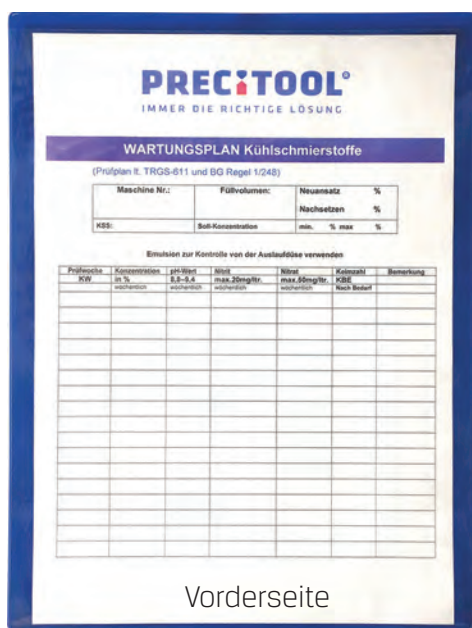 PRECITOOL®
IMMER DIE RICHTIGE LÖSUNG
WARTUNGSPLAN Kühlschmierstoffe
(Prüfplan lt. TRGS-611 und BG Regel 1/248)
Maschine Nr.: Füllvolumen: Neuansatz %
Nachsetzen %
KSS: Soll-Konzentration min. % max %
Emulsion zur Kontrolle von der Auslaufdüse verwenden
Prüfwoche Konzentration pH-Wert Nitrit Nitrat Keimzahl Bemerkung
KW in % 8,8-9,4 max.20mg/ltr. max.50mg/ltr. KBE
wöchentlich wöchentlich wöchentlich wöchentlich Nach Bedarf
Vorderseite